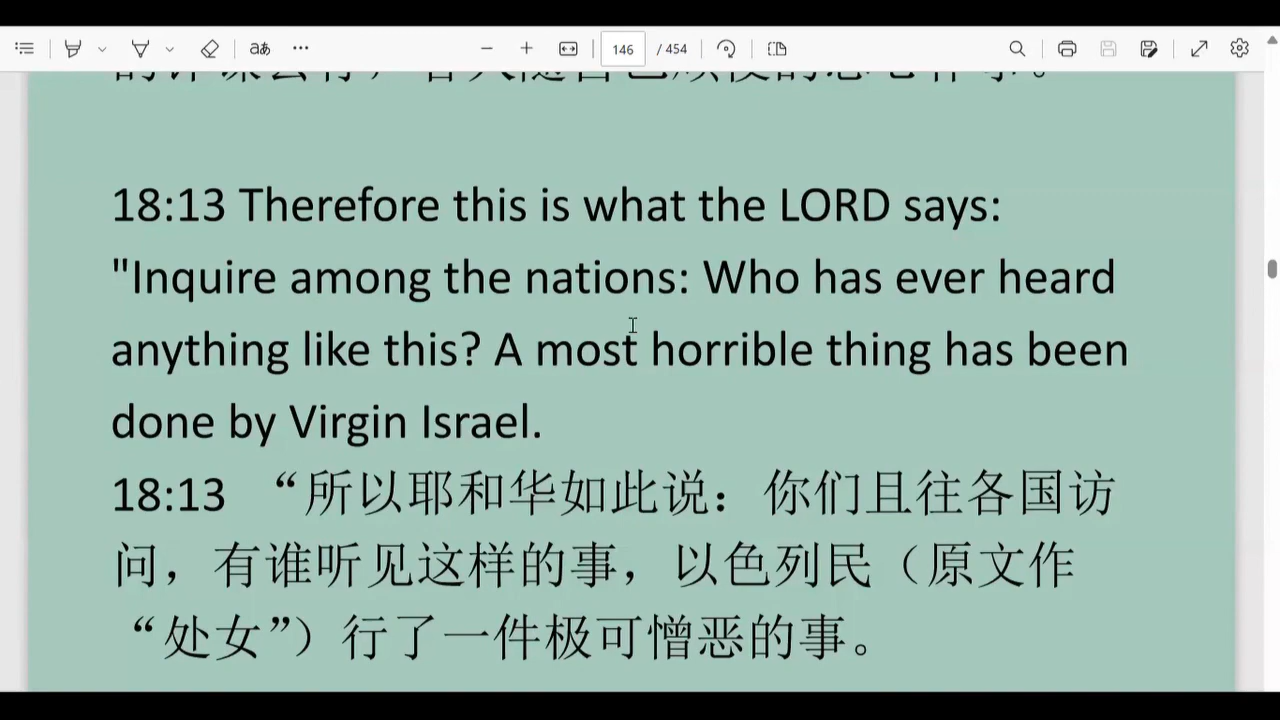 146 / 454
18:13 Therefore this is what the LORD says:
"Inquire among the nations: Who has ever heard
anything like this? A most horrible thing has been
done by Virgin Israel.
18:13 “所以耶和华如此说：你们且往各国访
问，有谁听见这样的事，以色列民（原文作
“处女”）行了一件极可憎恶的事。